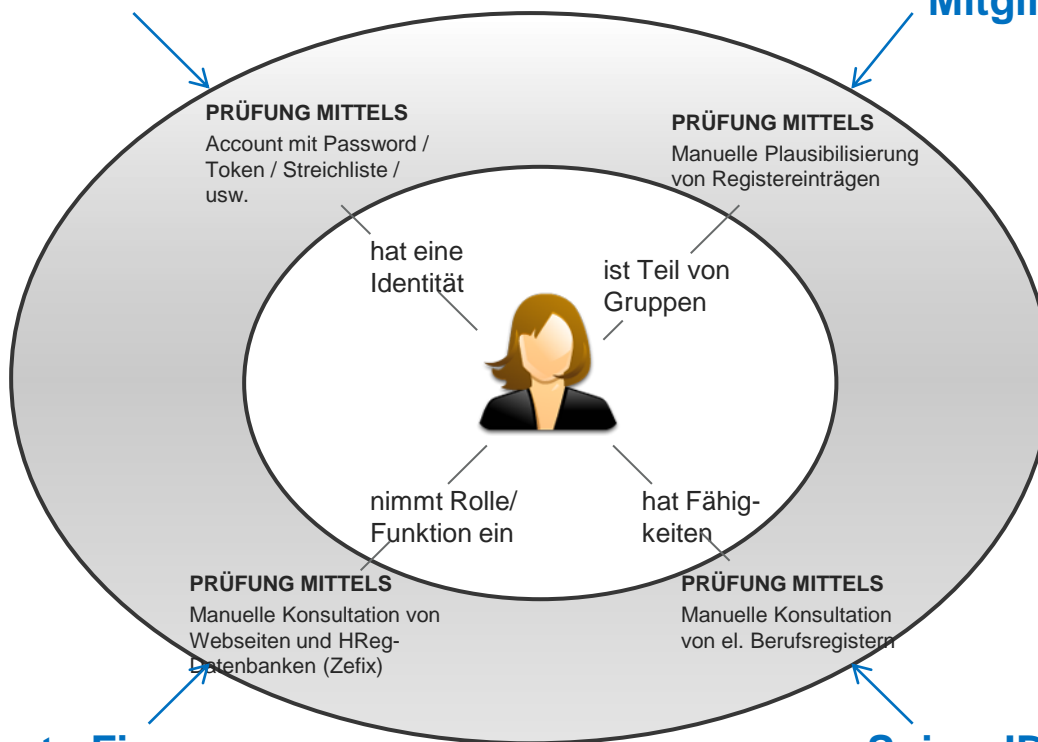 PRÜFUNG MITTELS
Account mit Password /
Token / Streichliste /
usw.
PRÜFUNG MITTELS
Manuelle Plausibilisierung
von Registereinträgen
hat eine
Identität
ist Teil von
Gruppen
nimmt Rolle/
Funktion ein
hat Fähig-
keiten
PRÜFUNG MITTELS
Manuelle Konsultation von
Webseiten und HReg-
Datenbanken (Zefix)
PRÜFUNG MITTELS
Manuelle Konsultation
von el. Berufsregistern